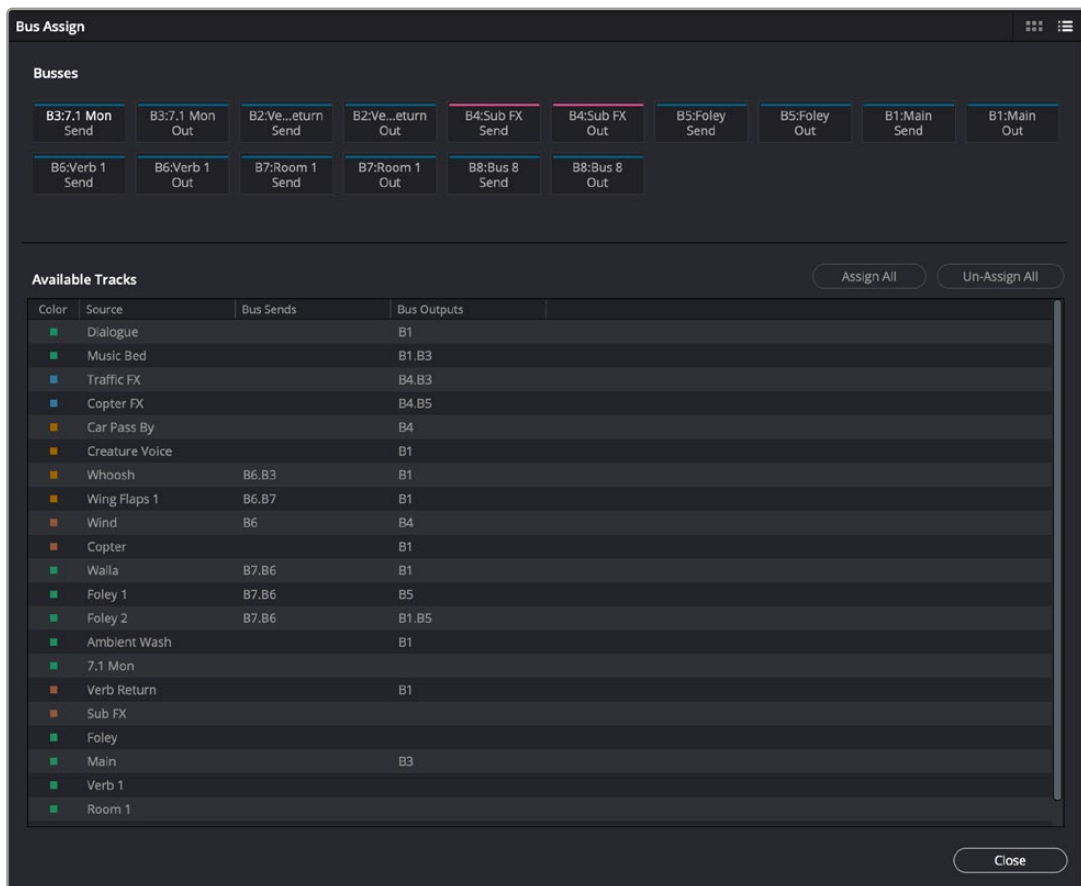 Bus Assign
Busses
B3:7.1 Mon Send
B3:7.1 Mon Out
B2:Ve...eturn Send
B2:Ve...eturn Out
B4:Sub FX Send
B4:Sub FX Out
B5:Foley Send
B5:Foley Out
B1:Main Send
B1:Main Out
B6:Verb 1 Send
B6:Verb 1 Out
B7:Room 1 Send
B7:Room 1 Out
B8:Bus 8 Send
B8:Bus 8 Out
Available Tracks
Assign All
Un-Assign All
Color Source Bus Sends Bus Outputs
Dialogue B1
Music Bed B1.B3
Traffic FX B4.B3
Copter FX B4.B5
Car Pass By B4
Creature Voice B1
Whoosh B6.B3 B1
Wing Flaps 1 B6.B7 B1
Wind B6 B4
Copter B1
Walla B7.B6 B1
Foley 1 B7.B6 B5
Foley 2 B7.B6 B1.B5
Ambient Wash B1
7.1 Mon
Verb Return B1
Sub FX
Foley
Main B3
Verb 1
Room 1
Close